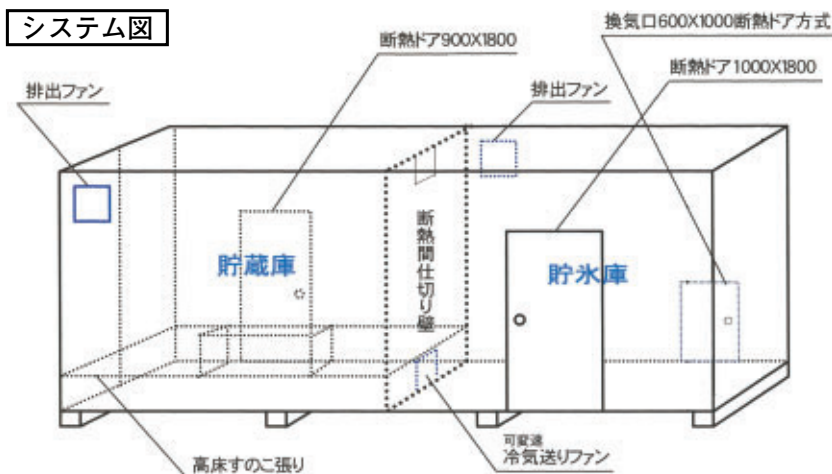 システム図
換気口600X1000断熱ドア方式
断熱ドア900X1800
断熱ドア1000X1800
排出ファン
排出ファン
断熱間仕切り壁
貯蔵庫
貯氷庫
高床すのこ張り
可変速
冷気送りファン